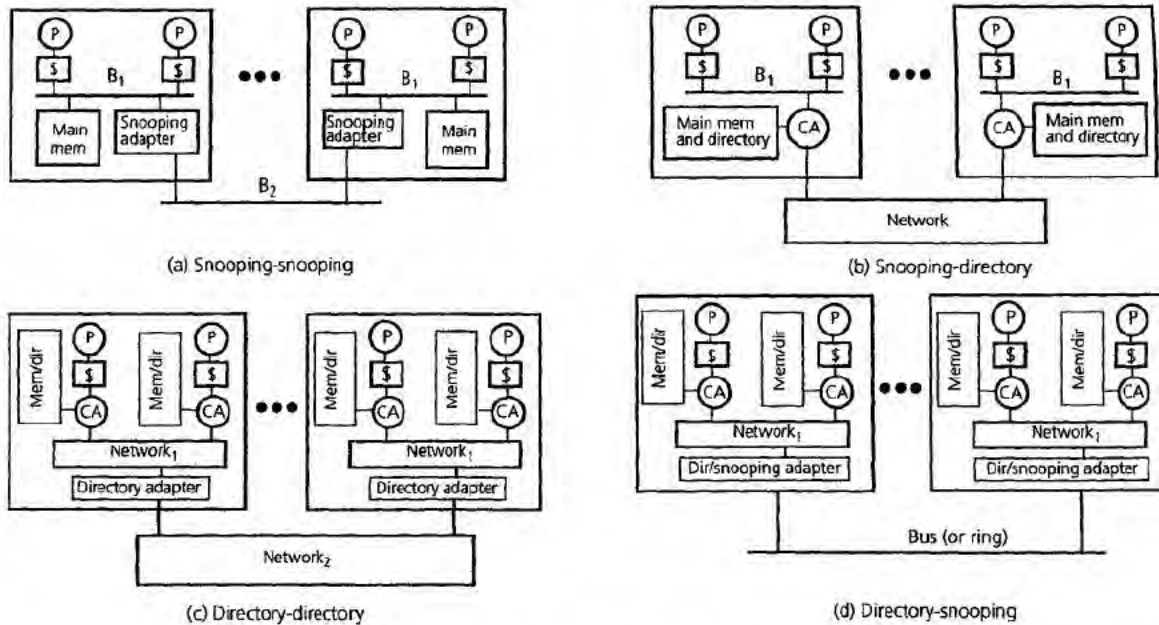 P P P P
$ $ $ $
B₁ B₁
Main mem
Snooping adapter
Snooping adapter
Main mem
B₂
(a) Snooping-snooping
P P P P
$ $ $ $
B₁ B₁
Main mem and directory
CA
CA
Main mem and directory
Network
(b) Snooping-directory
Mem/dir P Mem/dir P Mem/dir P Mem/dir P
$ $ $ $
CA CA CA CA
Network₁ Network₁
Directory adapter Directory adapter
Network₂
(c) Directory-directory
Mem/dir P Mem/dir P Mem/dir P Mem/dir P
$ $ $ $
CA CA CA CA
Network₁ Network₁
Dir/snooping adapter Dir/snooping adapter
Bus (or ring)
(d) Directory-snooping